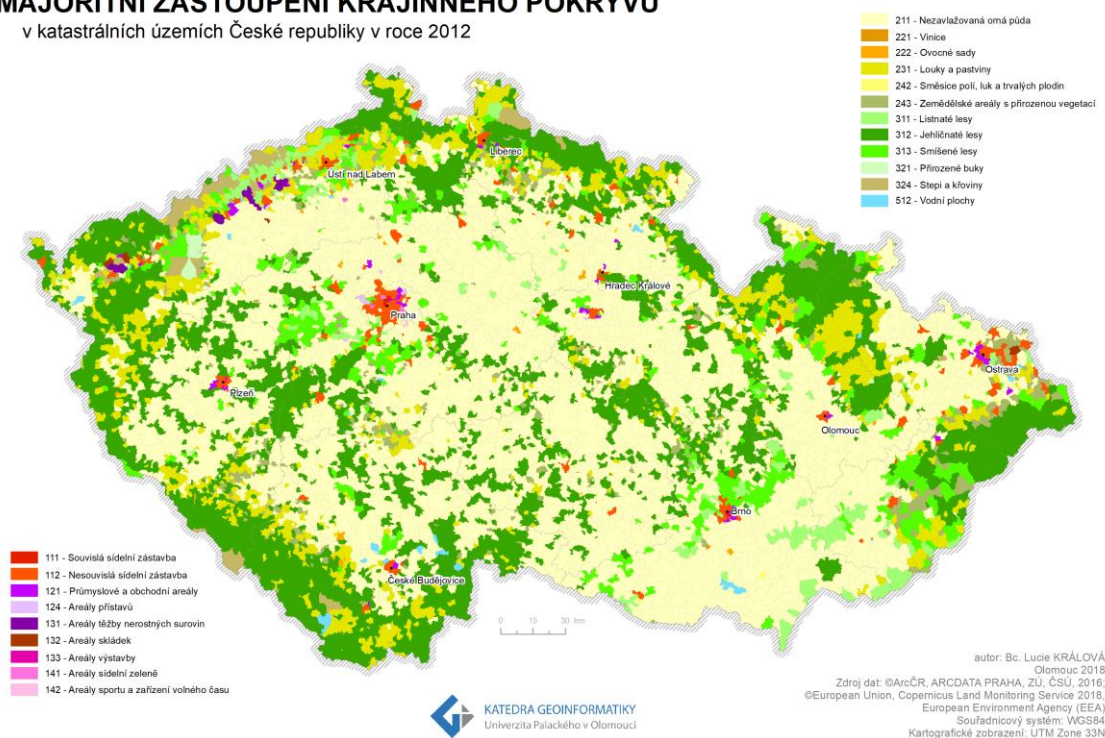 MAJORITNÍ ZASTOUPENÍ KRAJINNÉHO POKRYVU
v katastrálních územích České republiky v roce 2012
211 - Nezavlažovaná orná půda
221 - Vinice
222 - Ovocné sady
231 - Louky a pastviny
242 - Směsice polí, luk a trvalých plodin
243 - Zemědělské areály s přirozenou vegetací
311 - Listnaté lesy
312 - Jehličnaté lesy
313 - Smíšené lesy
321 - Přirozené buky
324 - Stepi a křoviny
512 - Vodní plochy
Liberec
Ústí nad Labem
Hradec Králové
Praha
Ostrava
Plzeň
Olomouc
Brno
České Budějovice
111 - Souvislá sídelní zástavba
112 - Nesouvislá sídelní zástavba
121 - Průmyslové a obchodní areály
124 - Areály přístavů
131 - Areály těžby nerostných surovin
132 - Areály skládek
133 - Areály výstavby
141 - Areály sídelní zeleně
142 - Areály sportu a zařízení volného času
0 15 30 km
KATEDRA GEOINFORMATIKY
Univerzita Palackého v Olomouci
autor: Bc. Lucie KRÁLOVÁ
Olomouc 2018
Zdroj dat: ©ArcČR, ARCDATA PRAHA, ZÚ, ČSÚ, 2016;
©European Union, Copernicus Land Monitoring Service 2018,
European Environment Agency (EEA)
Souřadnicový systém: WGS84
Kartografické zobrazení: UTM Zone 33N